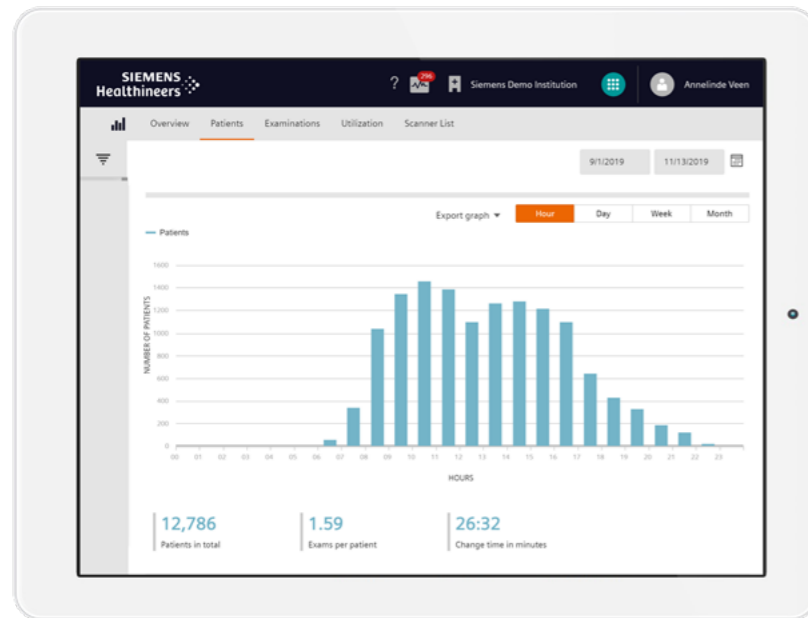 SIEMENS
Healthineers
?
296
Siemens Demo Institution
Annelinde Veen
Overview Patients Examinations Utilization Scanner List
9/1/2019 11/13/2019
Export graph Hour Day Week Month
Patients
NUMBER OF PATIENTS
1600
1400
1200
1000
800
600
400
200
0
00 01 02 03 04 05 06 07 08 09 10 11 12 13 14 15 16 17 18 19 20 21 22 23
HOURS
12,786 1.59 26:32
Patients in total Exams per patient Change time in minutes